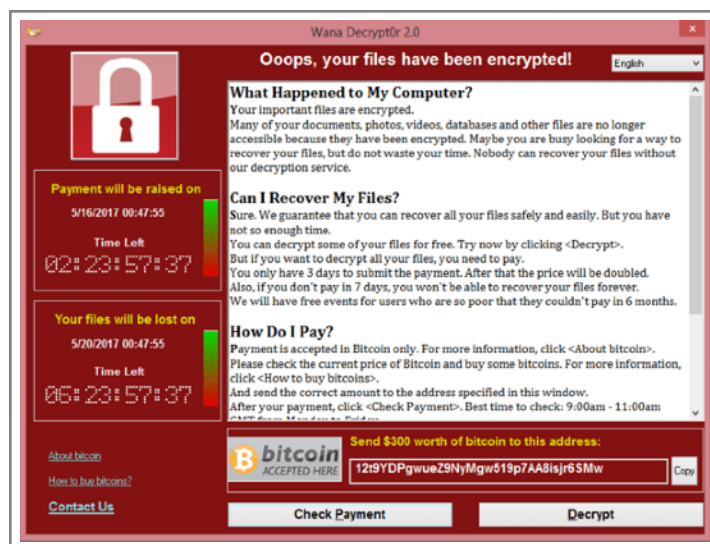 Wana Decrypt0r 2.0
Ooops, your files have been encrypted!
English
What Happened to My Computer?
Your important files are encrypted.
Many of your documents, photos, videos, databases and other files are no longer
accessible because they have been encrypted. Maybe you are busy looking for a way to
recover your files, but do not waste your time. Nobody can recover your files without
our decryption service.
Can I Recover My Files?
Sure. We guarantee that you can recover all your files safely and easily. But you have
not so enough time.
You can decrypt some of your files for free. Try now by clicking <Decrypt>.
But if you want to decrypt all your files, you need to pay.
You only have 3 days to submit the payment. After that the price will be doubled.
Also, if you don't pay in 7 days, you won't be able to recover your files forever.
We will have free events for users who are so poor that they couldn't pay in 6 months.
How Do I Pay?
Payment is accepted in Bitcoin only. For more information, click <About bitcoin>.
Please check the current price of Bitcoin and buy some bitcoins. For more information,
click <How to buy bitcoins>.
And send the correct amount to the address specified in this window.
After your payment, click <Check Payment>. Best time to check: 9:00am - 11:00am
GMT from Monday to Friday.
Payment will be raised on
5/16/2017 00:47:55
Time Left
02:23:57:37
Your files will be lost on
5/20/2017 00:47:55
Time Left
06:23:57:37
About bitcoin
How to buy bitcoins?
Contact Us
bitcoin
ACCEPTED HERE
Send $300 worth of bitcoin to this address:
12t9YDPgwueZ9NyMgw519p7AA8isjr6SMw
Copy
Check Payment
Decrypt